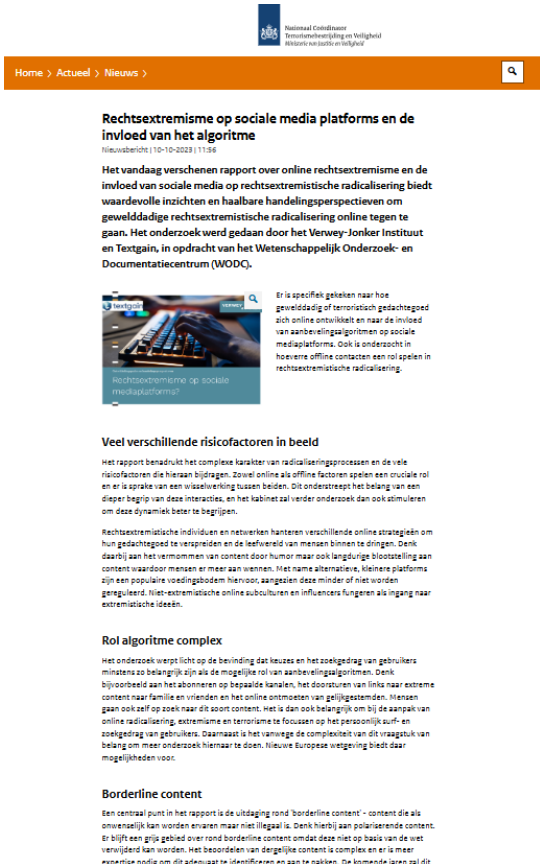 Nationaal Coördinator
Terrorismebestrijding en Veiligheid
Ministerie van Justitie en Veiligheid
Home > Actueel > Nieuws >
Rechtsextremisme op sociale media platforms en de
invloed van het algoritme
Nieuwsbericht | 10-10-2023 | 11:56
Het vandaag verschenen rapport over online rechtsextremisme en de
invloed van sociale media op rechtsextremistische radicalisering biedt
waardevolle inzichten en haalbare handelingsperspectieven om
gewelddadige rechtsextremistische radicalisering online tegen te
gaan. Het onderzoek werd gedaan door het Verwey-Jonker Instituut
en Textgain, in opdracht van het Wetenschappelijk Onderzoek- en
Documentatiecentrum (WODC).
textgain
VERWEY-
Rechtsextremisme op sociale
mediaplatforms?
Er is specifiek gekeken naar hoe
gewelddadig of terroristisch gedachtegoed
zich online ontwikkelt en naar de invloed
van aanbevelingsalgoritmen op sociale
mediaplatforms. Ook is onderzocht in
hoeverre offline contacten een rol spelen in
rechtsextremistische radicalisering.
Veel verschillende risicofactoren in beeld
Het rapport benadrukt het complexe karakter van radicaliseringsprocessen en de vele
risicofactoren die hieraan bijdragen. Zowel online als offline factoren spelen een cruciale rol
en er is sprake van een wisselwerking tussen beiden. Dit onderstreept het belang van een
dieper begrip van deze interacties, en het kabinet zal verder onderzoek dan ook stimuleren
om deze dynamiek beter te begrijpen.
Rechtsextremistische individuen en netwerken hanteren verschillende online strategieën om
hun gedachtegoed te verspreiden en de leefwereld van mensen binnen te dringen. Denk
daarbij aan het vermommen van content door humor maar ook langdurige blootstelling aan
content waardoor mensen er meer aan wennen. Met name alternatieve, kleinere platforms
zijn een populaire voedingsbodem hiervoor, aangezien deze minder of niet worden
gereguleerd. Niet-extremistische online subculturen en influencers fungeren als ingang naar
extremistische ideeën.
Rol algoritme complex
Het onderzoek werpt licht op de bevinding dat keuzes en het zoekgedrag van gebruikers
minstens zo belangrijk zijn als de mogelijke rol van aanbevelingsalgoritmen. Denk
bijvoorbeeld aan het abonneren op bepaalde kanalen, het doorsturen van links naar extreme
content naar familie en vrienden en het online ontmoeten van gelijkgestemden. Mensen
gaan ook zelf op zoek naar dit soort content. Het is dan ook belangrijk om bij de aanpak van
online radicalisering, extremisme en terrorisme te focussen op het persoonlijk surf- en
zoekgedrag van gebruikers. Daarnaast is het vanwege de complexiteit van dit vraagstuk van
belang om meer onderzoek hiernaar te doen. Nieuwe Europese wetgeving biedt daar
mogelijkheden voor.
Borderline content
Een centraal punt in het rapport is de uitdaging rond 'borderline content' - content die als
onwenselijk kan worden ervaren maar niet illegaal is. Denk hierbij aan polariserende content.
Er blijft een grijs gebied over rond borderline content omdat deze niet op basis van de wet
verwijderd kan worden. Het beoordelen van dergelijke content is complex en er is meer
expertise nodig om dit adequaat te identificeren en aan te pakken. De komende jaren zal dit